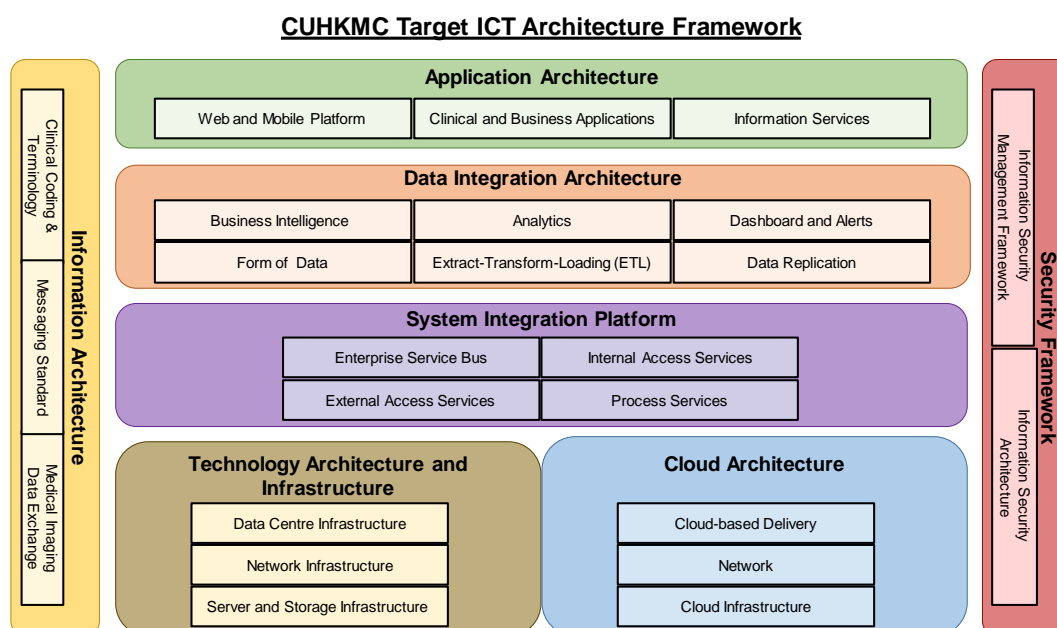 CUHKMC Target ICT Architecture Framework
Information Architecture
Clinical Coding &
Terminology
Messaging Standard
Medical Imaging
Data Exchange
Application Architecture
Web and Mobile Platform
Clinical and Business Applications
Information Services
Data Integration Architecture
Business Intelligence
Analytics
Dashboard and Alerts
Form of Data
Extract-Transform-Loading (ETL)
Data Replication
System Integration Platform
Enterprise Service Bus
Internal Access Services
External Access Services
Process Services
Technology Architecture and
Infrastructure
Data Centre Infrastructure
Network Infrastructure
Server and Storage Infrastructure
Cloud Architecture
Cloud-based Delivery
Network
Cloud Infrastructure
Security Framework
Information Security
Management Framework
Information Security
Architecture